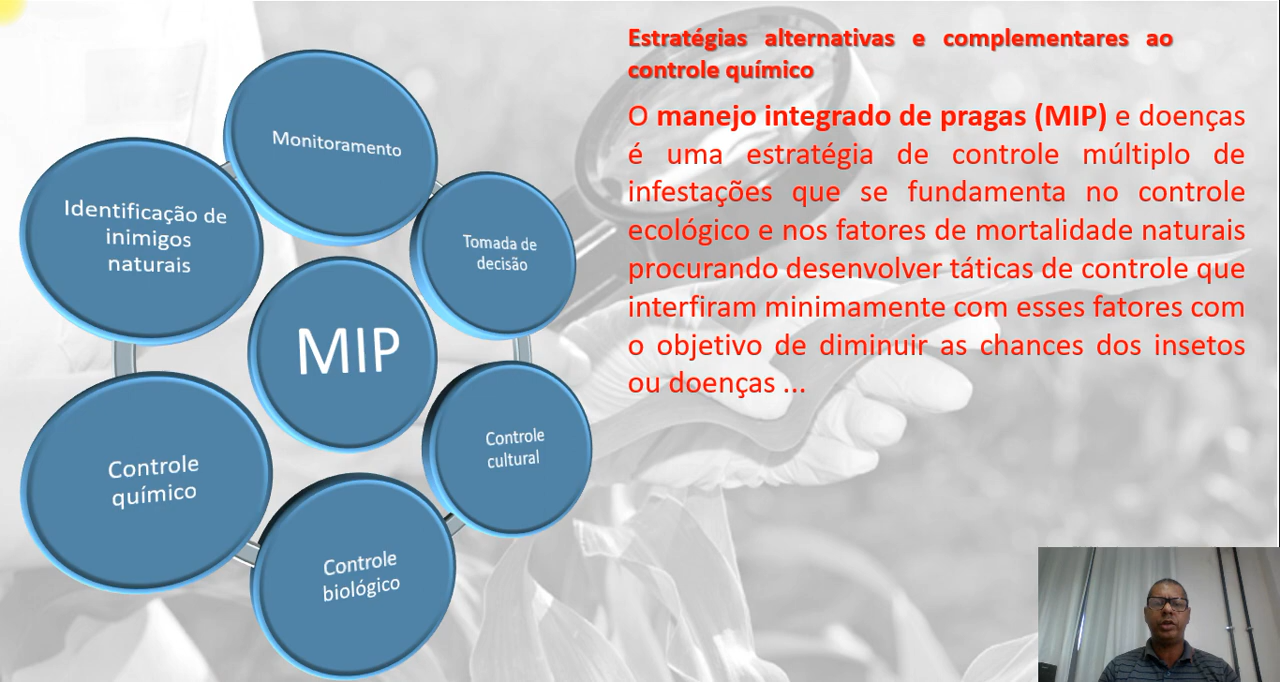 Estratégias alternativas e complementares ao
controle químico
O manejo integrado de pragas (MIP) e doenças
é uma estratégia de controle múltiplo de
infestações que se fundamenta no controle
ecológico e nos fatores de mortalidade naturais
procurando desenvolver táticas de controle que
interfiram minimamente com esses fatores com
o objetivo de diminuir as chances dos insetos
ou doenças ...
Monitoramento
Tomada de
decisão
Controle
cultural
Controle
biológico
Controle
químico
Identificação de
inimigos
naturais
MIP